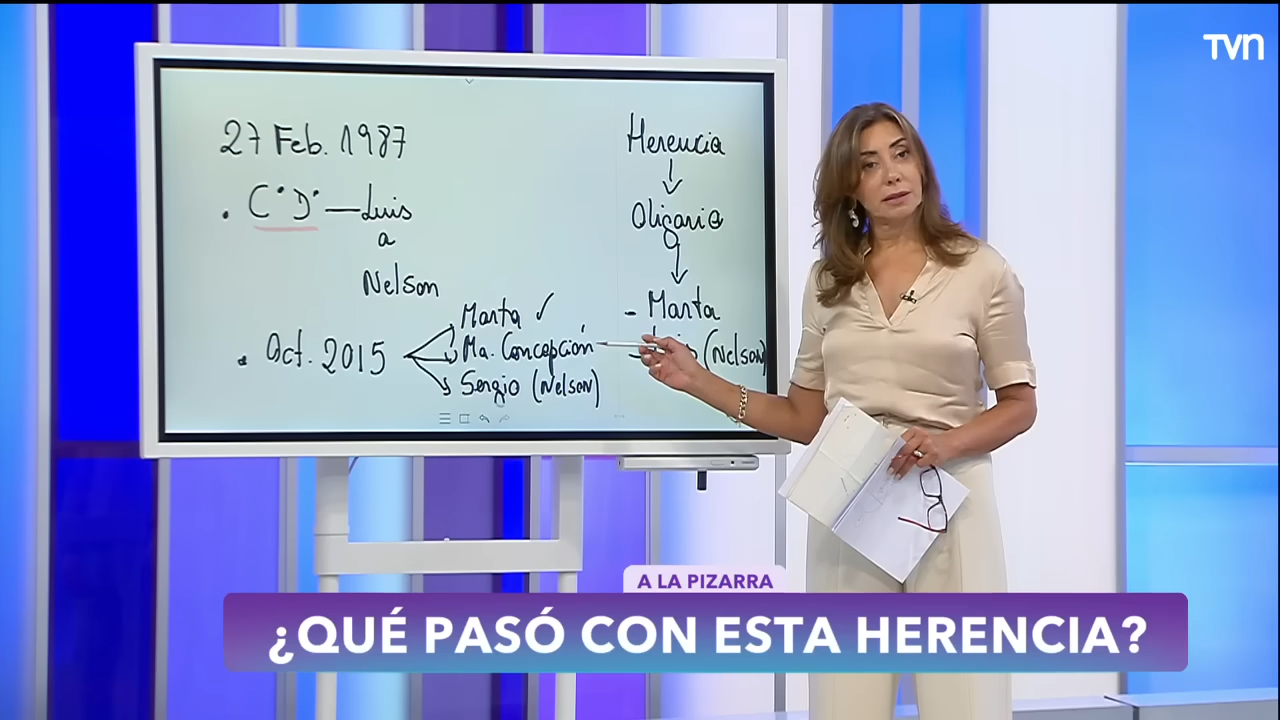 TVN
27 Feb. 1987
. C.D. — Luis
a
Nelson
. Oct. 2015
Marta ✓
Ma. Concepción
Sergio (Nelson)
Herencia
↓
Oligaria
↓
- Marta
- (Nelson)
A LA PIZARRA
¿QUÉ PASÓ CON ESTA HERENCIA?